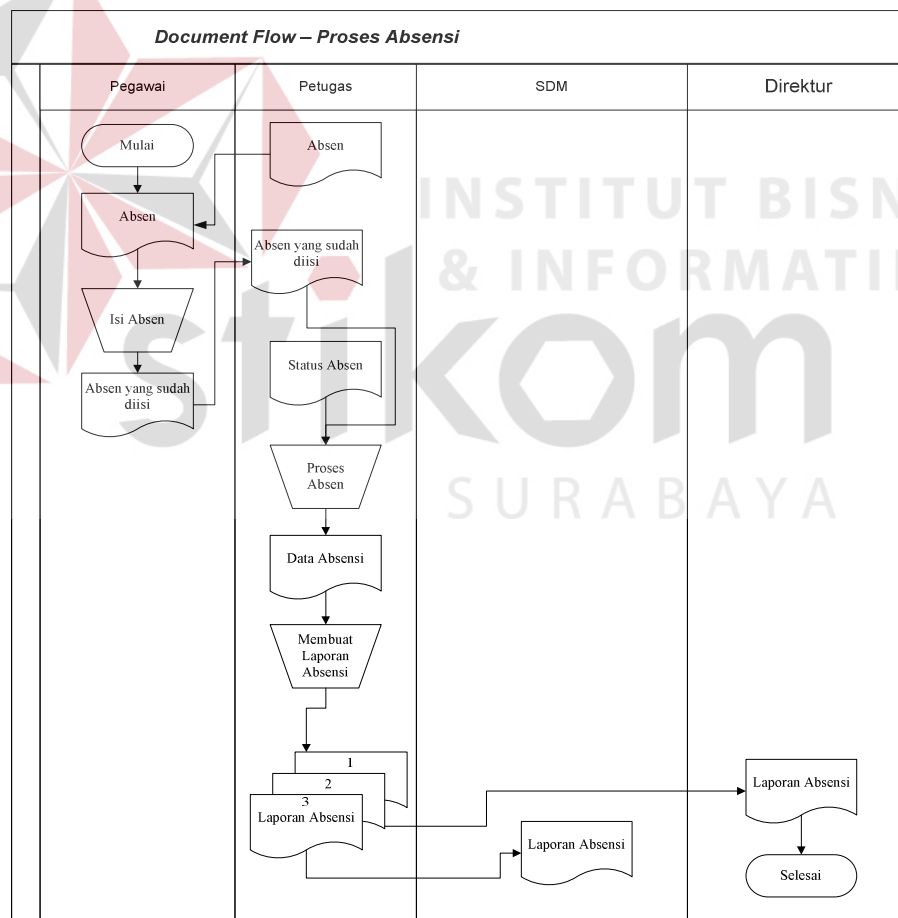 Document Flow – Proses Absensi
Pegawai
Petugas
SDM
Direktur
Mulai
Absen
Absen
Absen yang sudah
diisi
Isi Absen
Status Absen
Absen yang sudah
diisi
Proses
Absen
Data Absensi
Membuat
Laporan
Absensi
1
2
3
Laporan Absensi
Laporan Absensi
Laporan Absensi
Selesai
INSTITUT BISN
& INFORMATI
stikom
SURABAYA